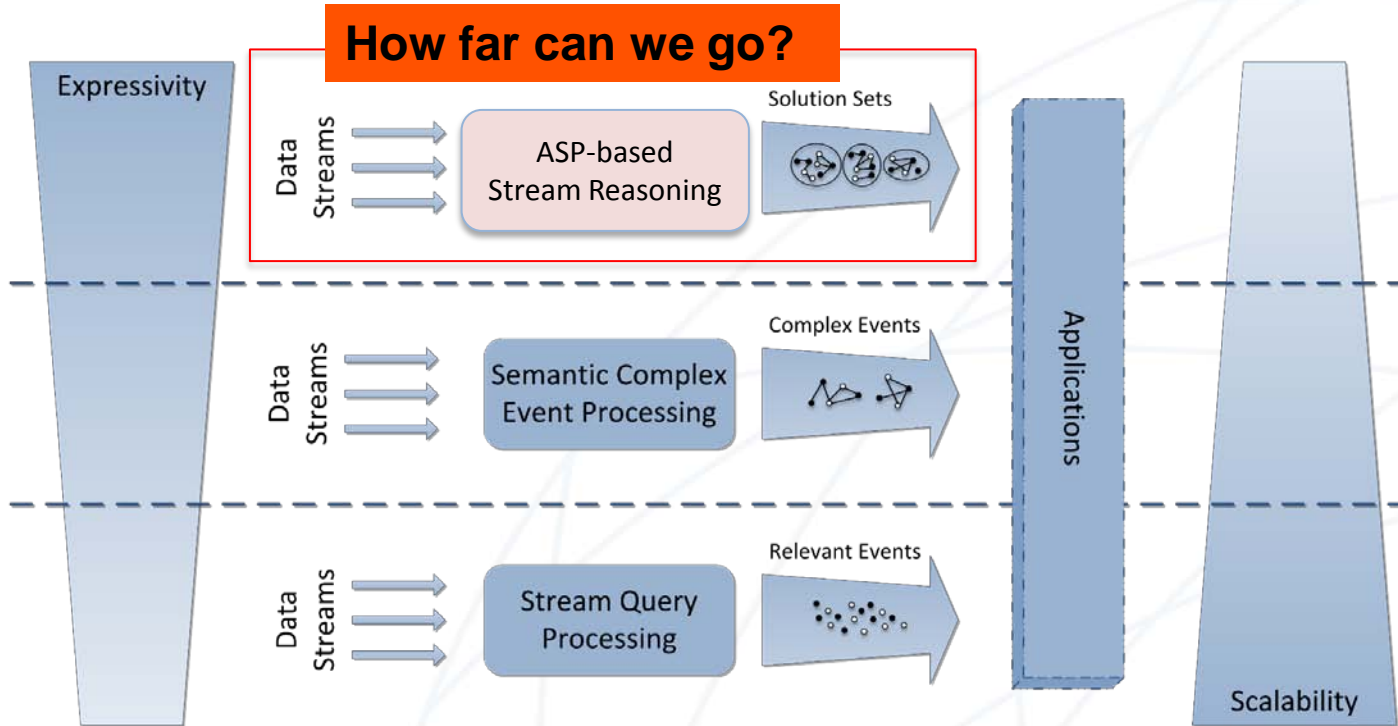 How far can we go?
Expressivity
Data
Streams
ASP-based
Stream Reasoning
Solution Sets
Data
Streams
Semantic Complex
Event Processing
Complex Events
Data
Streams
Stream Query
Processing
Relevant Events
Applications
Scalability